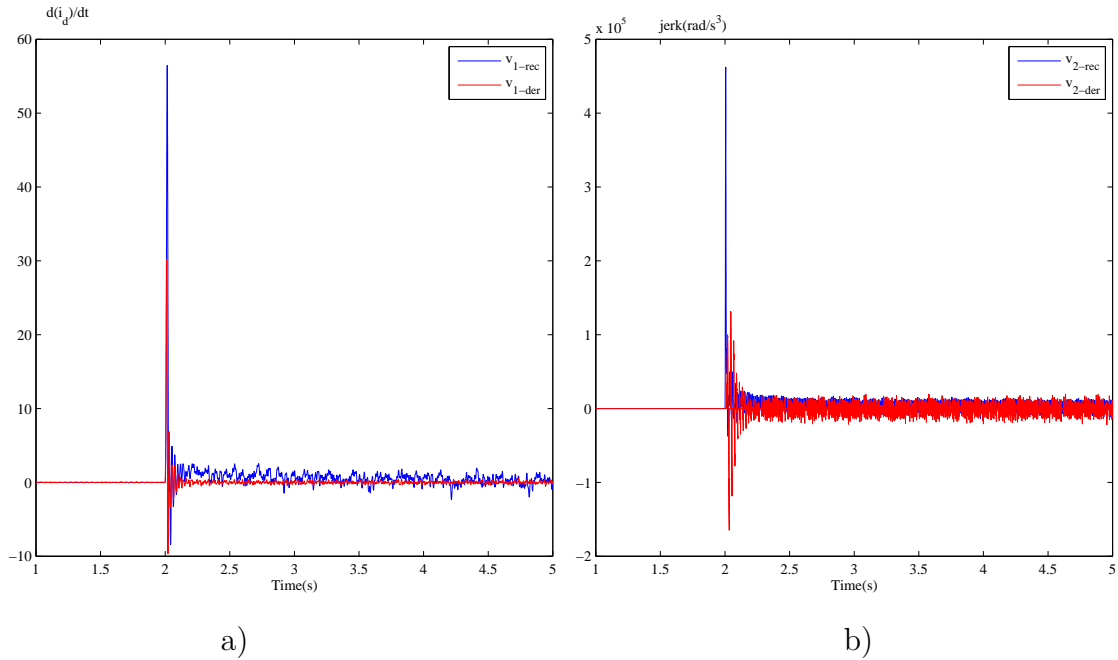 d(i_d)/dt
60
50
40
30
20
10
0
−10
1 1.5 2 2.5 3 3.5 4 4.5 5
Time(s)
v_1−rec
v_1−der
a)
x 10^5
jerk(rad/s^3)
5
4
3
2
1
0
−1
−2
1 1.5 2 2.5 3 3.5 4 4.5 5
Time(s)
v_2−rec
v_2−der
b)